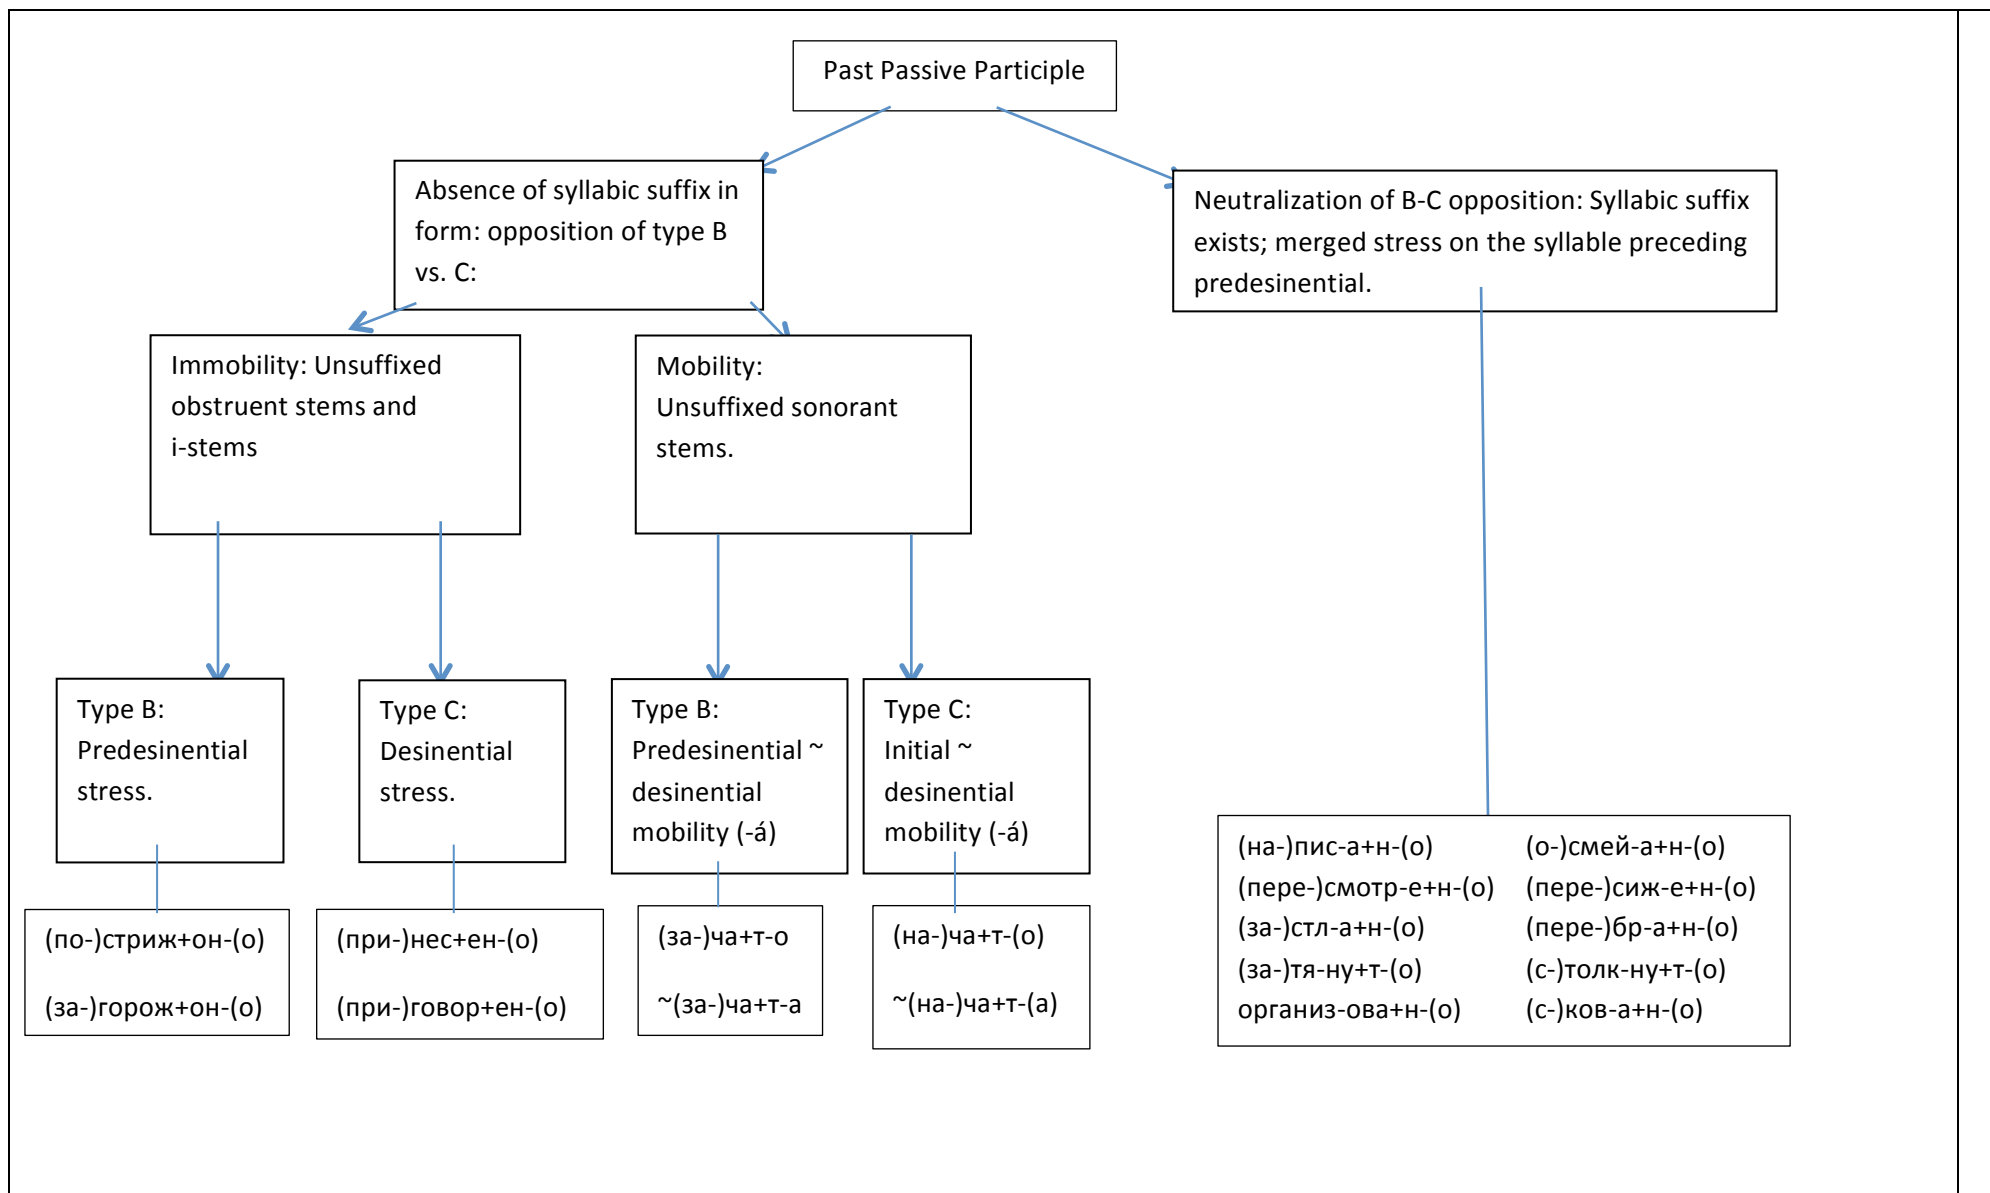 Past Passive Participle
Absence of syllabic suffix in
form: opposition of type B
vs. C:
Neutralization of B-C opposition: Syllabic suffix
exists; merged stress on the syllable preceding
predesinential.
Immobility: Unsuffixed
obstruent stems and
i-stems
Mobility:
Unsuffixed sonorant
stems.
Type B:
Predesinential
stress.
Type C:
Desinential
stress.
Type B:
Predesinential ~
desinential
mobility (-á)
Type C:
Initial ~
desinential
mobility (-á)
(по-)стриж+он-(о)
(за-)горож+он-(о)
(при-)нес+ен-(о)
(при-)говор+ен-(о)
(за-)ча+т-о
~(за-)ча+т-а
(на-)ча+т-(о)
~(на-)ча+т-(а)
(на-)пис-а+н-(о) (о-)смей-а+н-(о)
(пере-)смотр-е+н-(о) (пере-)сиж-е+н-(о)
(за-)стл-а+н-(о) (пере-)бр-а+н-(о)
(за-)тя-ну+т-(о) (с-)толк-ну+т-(о)
организ-ова+н-(о) (с-)ков-а+н-(о)